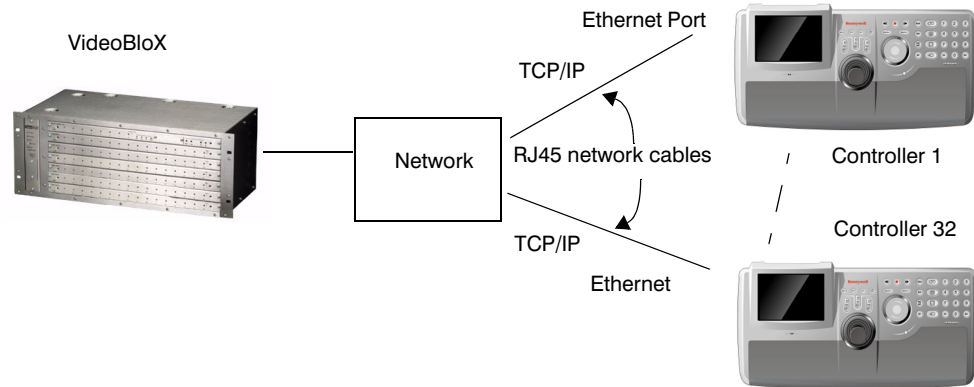 Ethernet Port
VideoBloX
TCP/IP
Honeywell
Network
RJ45 network cables
Controller 1
Controller 32
TCP/IP
Ethernet
Honeywell